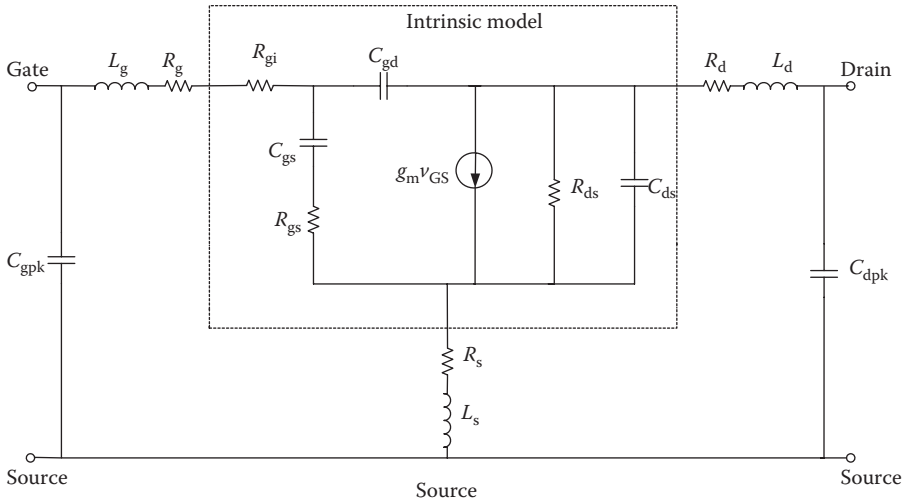 Intrinsic model
Gate
L_g
R_g
R_gi
C_gd
R_d
L_d
Drain
C_gs
g_m v_GS
R_ds
C_ds
R_gs
C_gpk
C_dpk
R_s
L_s
Source
Source
Source